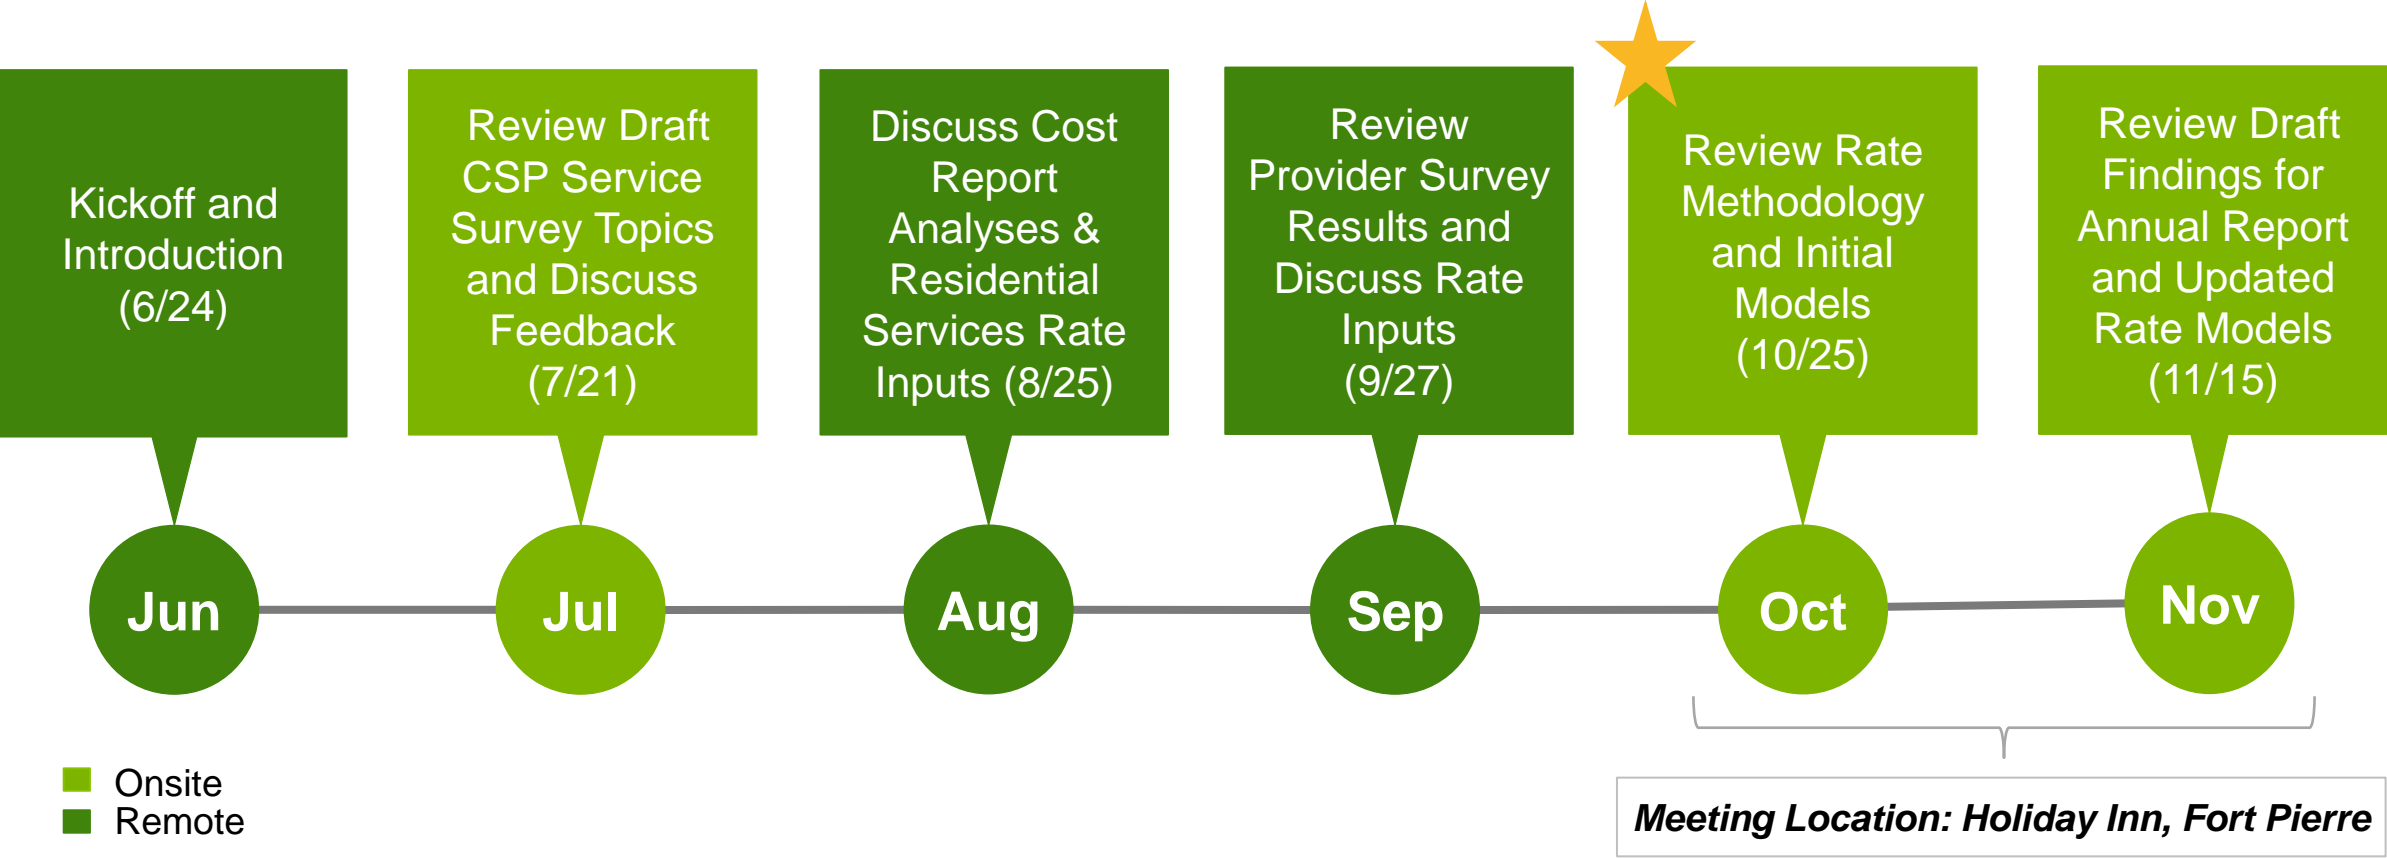 Kickoff and
Introduction
(6/24)
Review Draft
CSP Service
Survey Topics
and Discuss
Feedback
(7/21)
Discuss Cost
Report
Analyses &
Residential
Services Rate
Inputs (8/25)
Review
Provider Survey
Results and
Discuss Rate
Inputs
(9/27)
Review Rate
Methodology
and Initial
Models
(10/25)
Review Draft
Findings for
Annual Report
and Updated
Rate Models
(11/15)
Jun
Jul
Aug
Sep
Oct
Nov
Onsite
Remote
Meeting Location: Holiday Inn, Fort Pierre